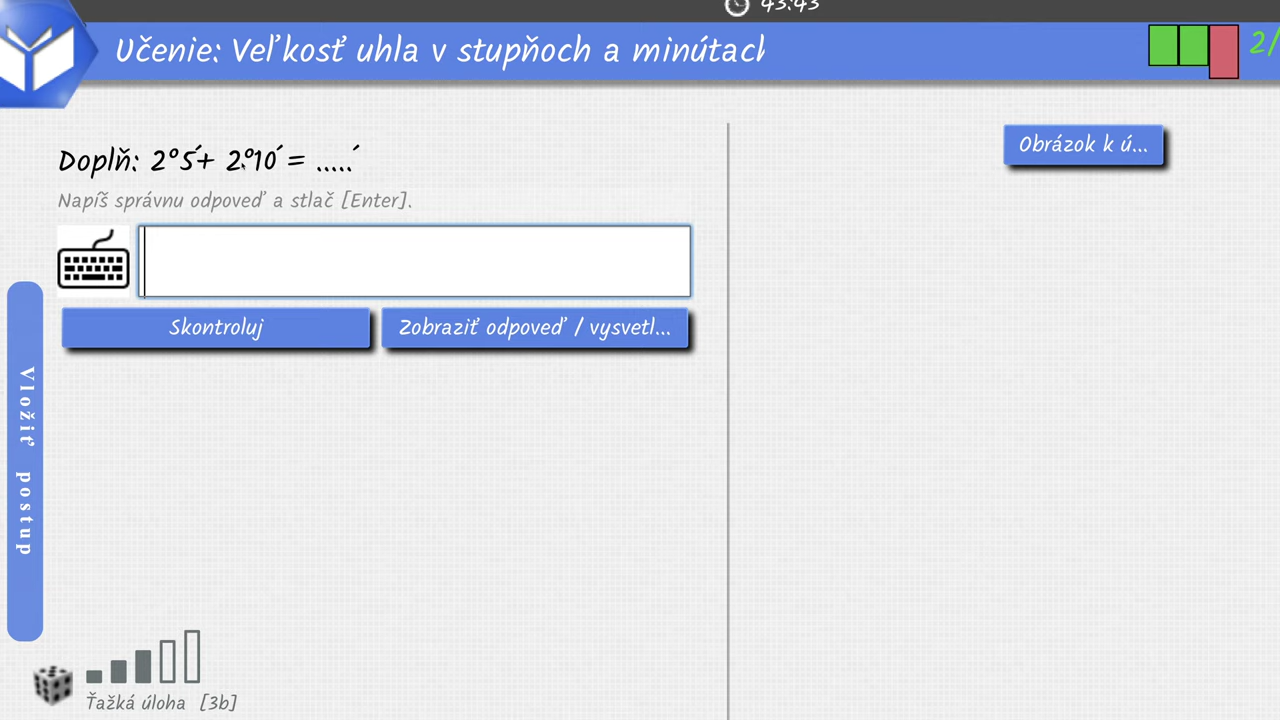 43:43
Učenie: Veľkosť uhla v stupňoch a minútach
2/
Doplň: 2°5´+ 2°10´ = .....´
Napíš správnu odpoveď a stlač [Enter].
Skontroluj
Zobraziť odpoveď / vysvetl...
Obrázok k ú...
Vložiť postup
Ťažká úloha [3b]